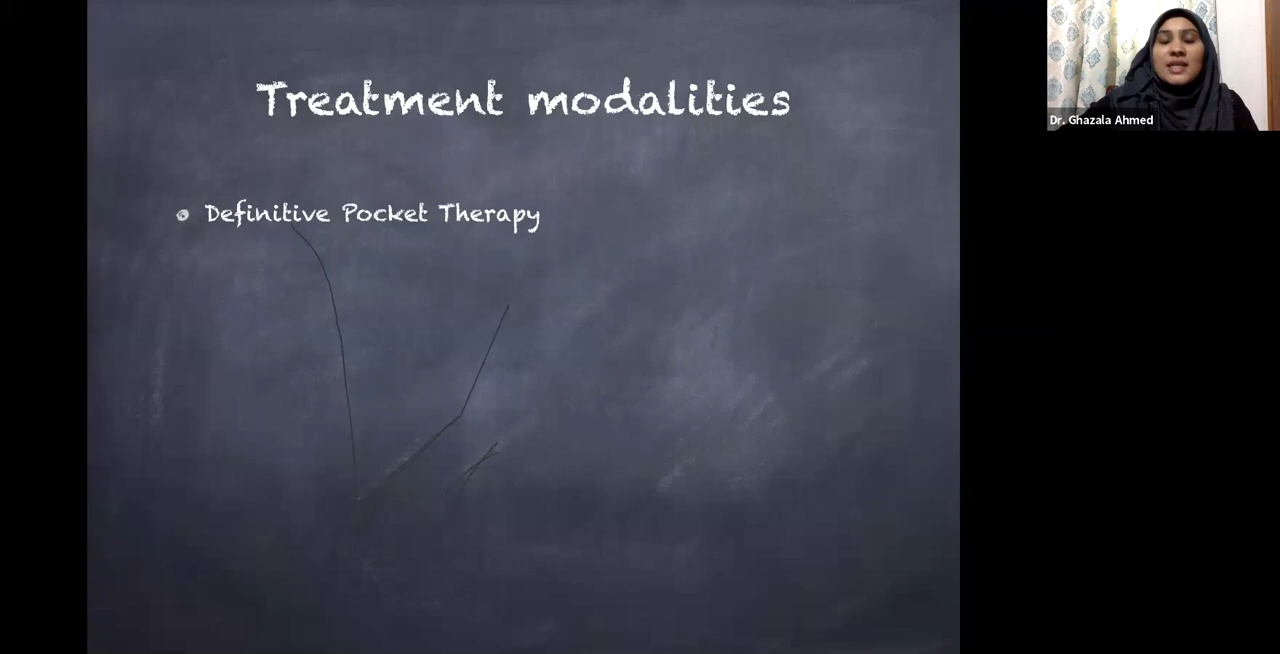 Treatment modalities
Definitive Pocket Therapy
Dr. Ghazala Ahmed